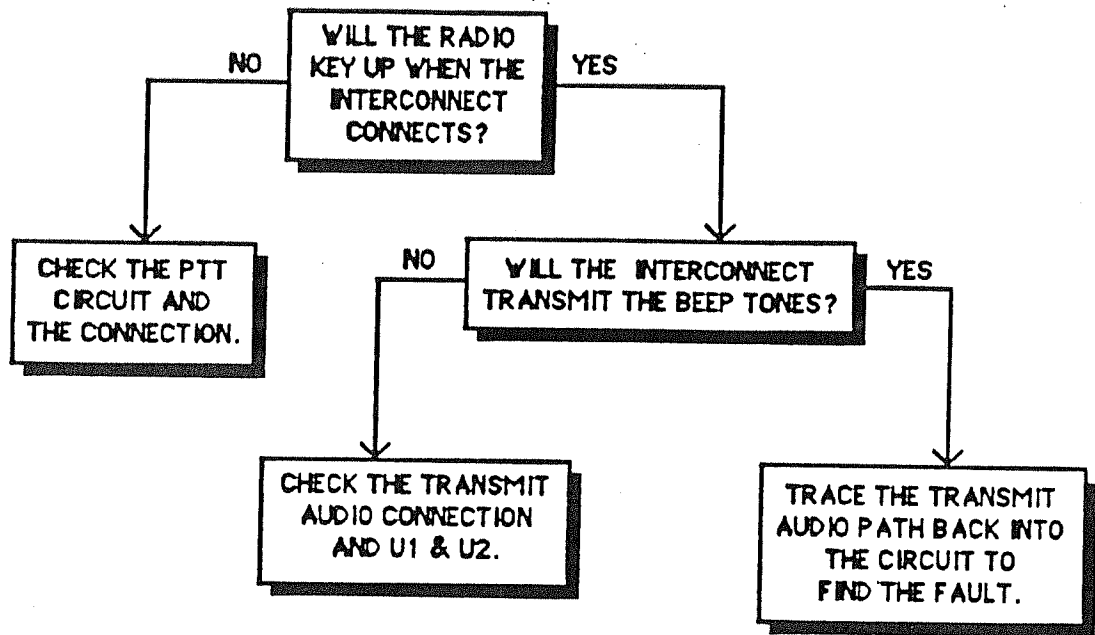 WILL THE RADIO
KEY UP WHEN THE
INTERCONNECT
CONNECTS?
NO
YES
CHECK THE PTT
CIRCUIT AND
THE CONNECTION.
WILL THE INTERCONNECT
TRANSMIT THE BEEP TONES?
NO
YES
CHECK THE TRANSMIT
AUDIO CONNECTION
AND U1 & U2.
TRACE THE TRANSMIT
AUDIO PATH BACK INTO
THE CIRCUIT TO
FIND THE FAULT.